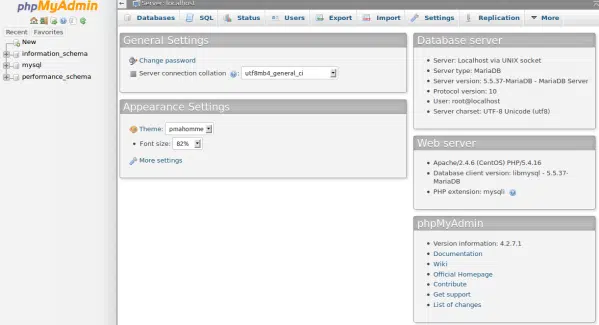 phpMyAdmin
Server: localhost
Databases SQL Status Users Export Import Settings Replication More
Recent Favorites
New
information_schema
mysql
performance_schema
General Settings
Change password
Server connection collation utf8mb4_general_ci
Appearance Settings
Theme: pmahomme
Font size: 82%
More settings
Database server
Server: Localhost via UNIX socket
Server type: MariaDB
Server version: 5.5.37-MariaDB - MariaDB Server
Protocol version: 10
User: root@localhost
Server charset: UTF-8 Unicode (utf8)
Web server
Apache/2.4.6 (CentOS) PHP/5.4.16
Database client version: libmysql - 5.5.37-
MariaDB
PHP extension: mysqli
phpMyAdmin
Version information: 4.2.7.1
Documentation
Wiki
Official Homepage
Contribute
Get support
List of changes